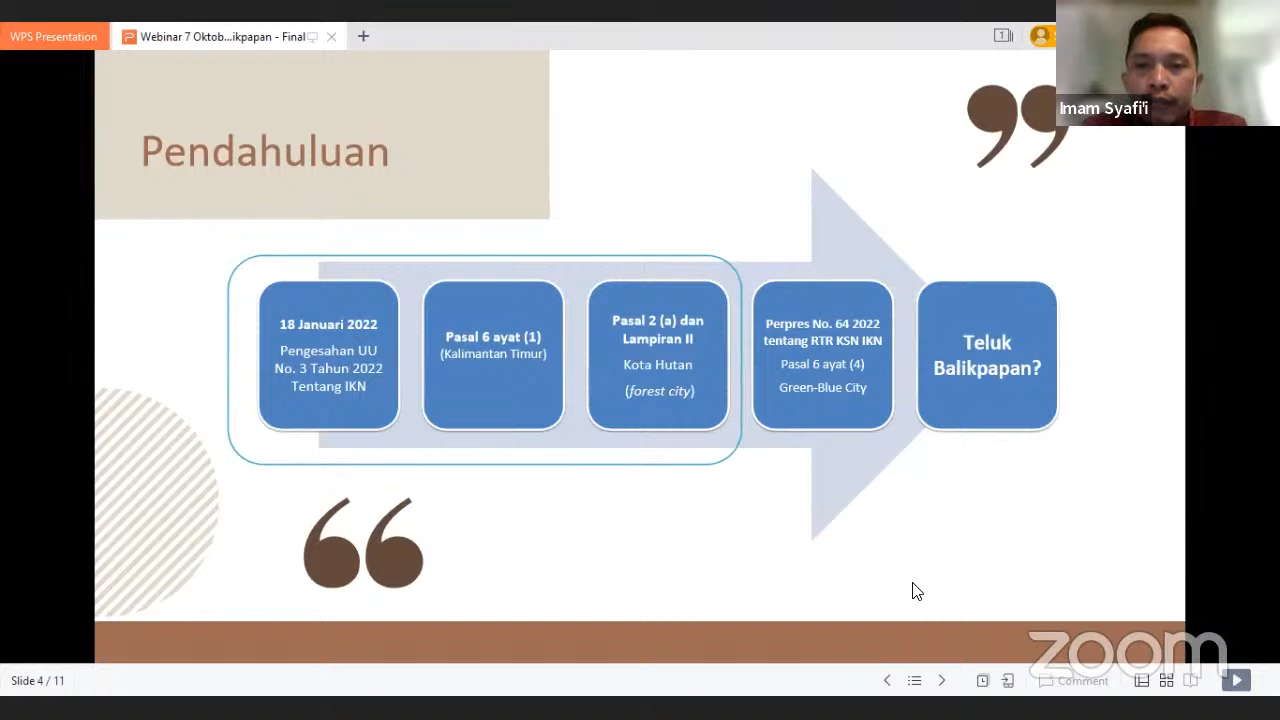 WPS Presentation
Webinar 7 Oktob...ikpapan - Final
1
Imam Syafi'i
Pendahuluan
18 Januari 2022
Pengesahan UU
No. 3 Tahun 2022
Tentang IKN
Pasal 6 ayat (1)
(Kalimantan Timur)
Pasal 2 (a) dan
Lampiran II
Kota Hutan
(forest city)
Perpres No. 64 2022
tentang RTR KSN IKN
Pasal 6 ayat (4)
Green-Blue City
Teluk
Balikpapan?
zoom
Slide 4 / 11
Comment